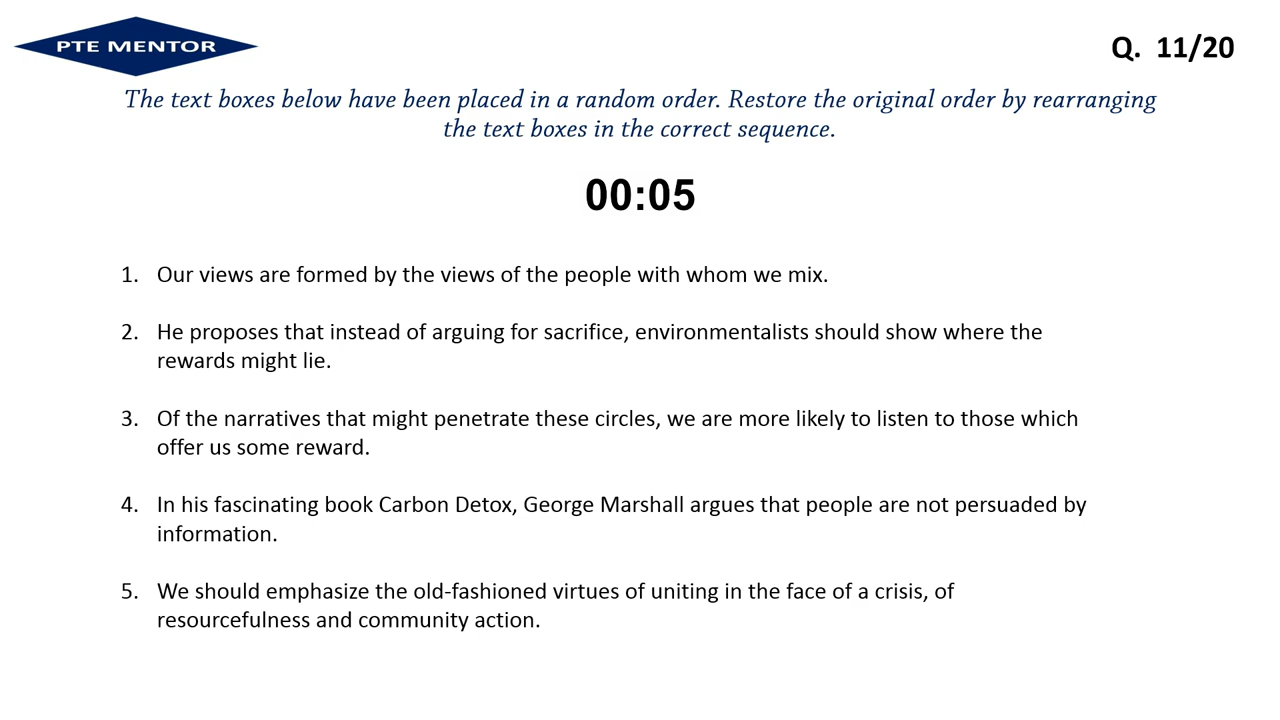 PTE MENTOR
Q. 11/20
The text boxes below have been placed in a random order. Restore the original order by rearranging
the text boxes in the correct sequence.
00:05
1. Our views are formed by the views of the people with whom we mix.
2. He proposes that instead of arguing for sacrifice, environmentalists should show where the
rewards might lie.
3. Of the narratives that might penetrate these circles, we are more likely to listen to those which
offer us some reward.
4. In his fascinating book Carbon Detox, George Marshall argues that people are not persuaded by
information.
5. We should emphasize the old-fashioned virtues of uniting in the face of a crisis, of
resourcefulness and community action.